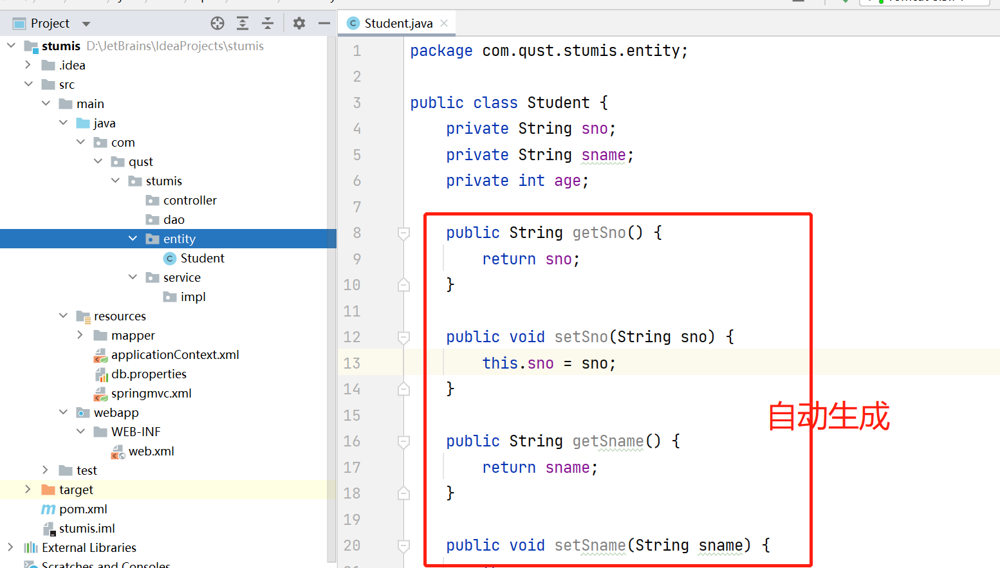 Project
stumis D:\JetBrains\IdeaProjects\stumis
.idea
src
main
java
com
qust
stumis
controller
dao
entity
Student
service
impl
resources
mapper
applicationContext.xml
db.properties
springmvc.xml
webapp
WEB-INF
web.xml
test
target
pom.xml
stumis.iml
External Libraries
Scratches and Consoles
Student.java
1 package com.qust.stumis.entity;
2
3 public class Student {
4 private String sno;
5 private String sname;
6 private int age;
7
8 public String getSno() {
9 return sno;
10 }
11
12 public void setSno(String sno) {
13 this.sno = sno;
14 }
15
16 public String getSname() {
17 return sname;
18 }
19
20 public void setSname(String sname) {
自动生成